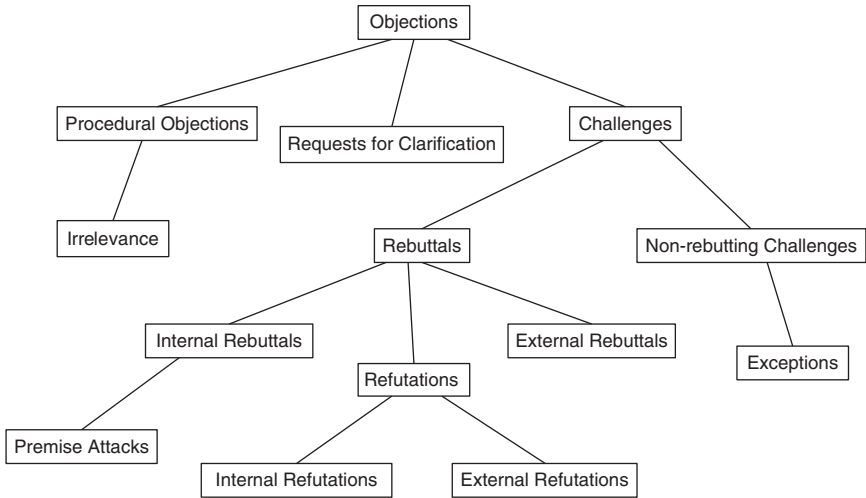 Objections
Procedural Objections
Requests for Clarification
Challenges
Irrelevance
Rebuttals
Non-rebutting Challenges
Internal Rebuttals
External Rebuttals
Refutations
Exceptions
Premise Attacks
Internal Refutations
External Refutations